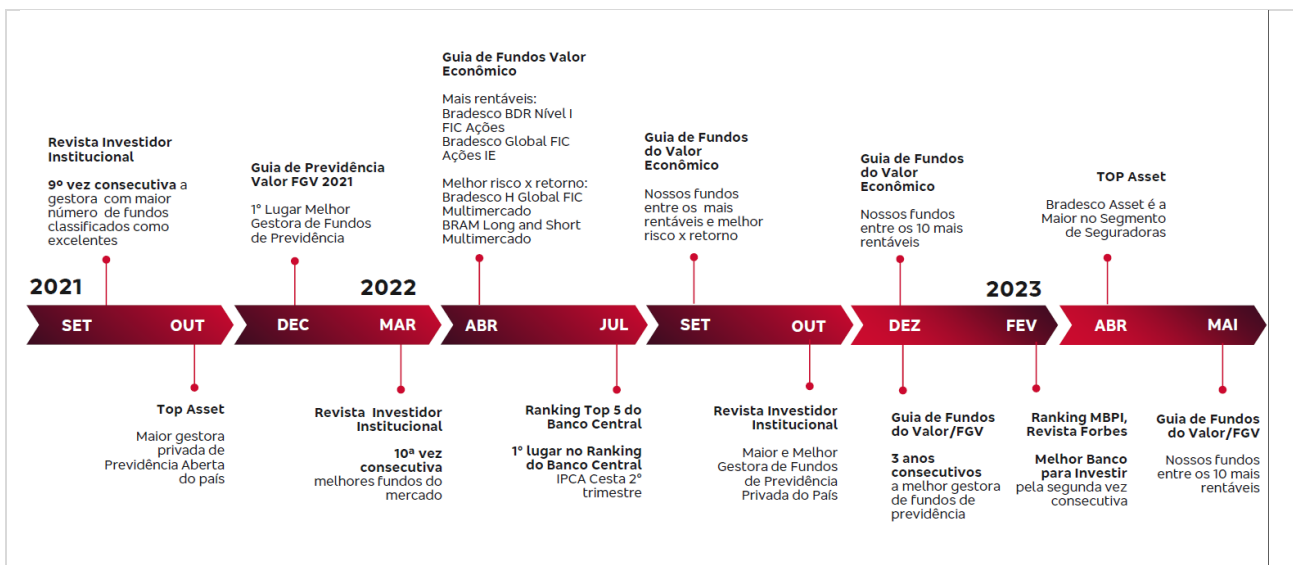 Revista Investidor
Institucional
9º vez consecutiva a
gestora com maior
número de fundos
classificados como
excelentes
Guia de Previdência
Valor FGV 2021
1° Lugar Melhor
Gestora de Fundos
de Previdência
Guia de Fundos Valor
Econômico
Mais rentáveis:
Bradesco BDR Nível I
FIC Ações
Bradesco Global FIC
Ações IE
Melhor risco x retorno:
Bradesco H Global FIC
Multimercado
BRAM Long and Short
Multimercado
Guia de Fundos
do Valor
Econômico
Nossos fundos
entre os mais
rentáveis e melhor
risco x retorno
Guia de Fundos
do Valor
Econômico
Nossos fundos
entre os 10 mais
rentáveis
TOP Asset
Bradesco Asset é a
Maior no Segmento
de Seguradoras
2021
2022
2023
SET
OUT
DEC
MAR
ABR
JUL
SET
OUT
DEZ
FEV
ABR
MAI
Top Asset
Maior gestora
privada de
Previdência Aberta
do país
Revista Investidor
Institucional
10ª vez
consecutiva
melhores fundos do
mercado
Ranking Top 5 do
Banco Central
1° lugar no Ranking
do Banco Central
IPCA Cesta 2°
trimestre
Revista Investidor
Institucional
Maior e Melhor
Gestora de Fundos
de Previdência
Privada do País
Guia de Fundos
do Valor/FGV
3 anos
consecutivos
a melhor gestora
de fundos de
previdência
Ranking MBPI,
Revista Forbes
Melhor Banco
para Investir
pela segunda vez
consecutiva
Guia de Fundos
do Valor/FGV
Nossos fundos
entre os 10 mais
rentáveis